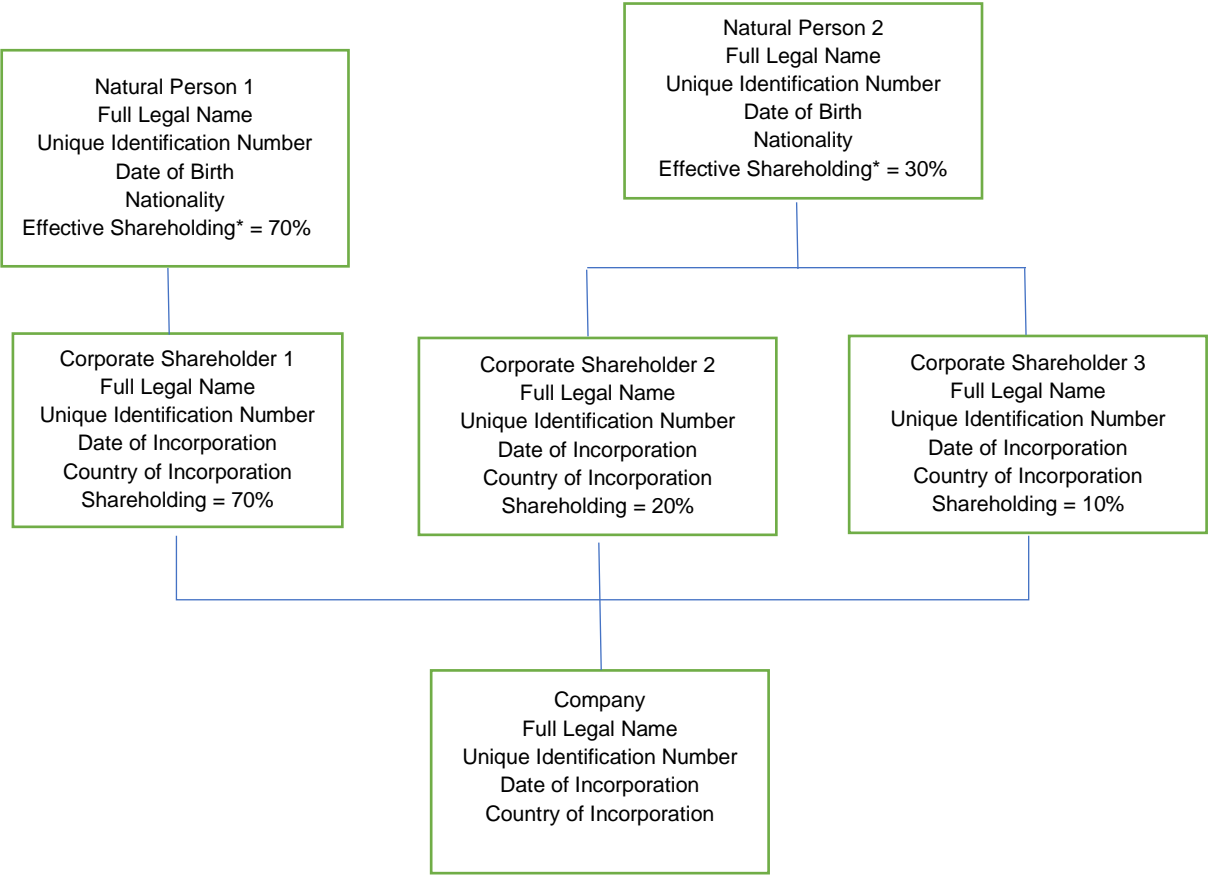 Natural Person 1
Full Legal Name
Unique Identification Number
Date of Birth
Nationality
Effective Shareholding* = 70%
Natural Person 2
Full Legal Name
Unique Identification Number
Date of Birth
Nationality
Effective Shareholding* = 30%
Corporate Shareholder 1
Full Legal Name
Unique Identification Number
Date of Incorporation
Country of Incorporation
Shareholding = 70%
Corporate Shareholder 2
Full Legal Name
Unique Identification Number
Date of Incorporation
Country of Incorporation
Shareholding = 20%
Corporate Shareholder 3
Full Legal Name
Unique Identification Number
Date of Incorporation
Country of Incorporation
Shareholding = 10%
Company
Full Legal Name
Unique Identification Number
Date of Incorporation
Country of Incorporation